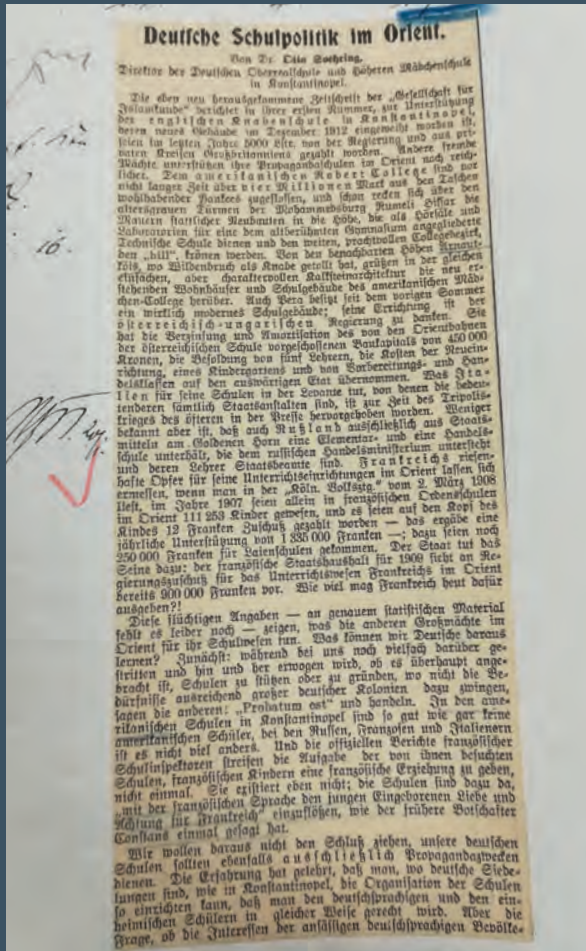 Deutsche Schulpolitik im Orient.
Von Dr. Otto Soehring.
Direktor der Deutschen Oberrealschule und Höheren Mädchenschule
in Konstantinopel.
Die eben neu herausgekommene Zeitschrift der „Gesellschaft für
Islamkunde“ berichtet in ihrer ersten Nummer, zur Unterstützung
der englischen Knabenschule in Konstantinopel,
deren neues Gebäude im Dezember 1912 eingeweiht worden ist,
seien im letzten Jahre 5000 Lstr. von der Regierung und aus pri-
vaten Kreisen Großbritanniens gezahlt worden. Andere fremde
Mächte unterstützen ihre Propagandaschulen im Orient noch reich-
licher. Dem amerikanischen Robert College sind vor
nicht langer Zeit über vier Millionen Mark aus den Taschen
wohlhabender Yankees zugeflossen, und schon recken sich über den
altersgrauen Türmen der Mohammedsburg Rumeli Hissar die
Mauern stattlicher Neubauten in die Höhe, die als Hörsäle und
Laboratorien für eine dem altberühmten Gymnasium angegliederte
Technische Schule dienen und den weiten, prachtvollen Collegebezirk,
den „hill“, krönen werden. Von den benachbarten Höhen Arnaut-
köis, wo Wildenbruch als Knabe getollt hat, grüßen in der gleichen
einfachen, aber charaktervollen Kalksteinarchitektur die neu er-
stehenden Wohnhäuser und Schulgebäude des amerikanischen Mäd-
chen-College herüber. Auch Pera besitzt seit dem vorigen Sommer
ein wirklich modernes Schulgebäude; seine Errichtung ist der
österreichisch-ungarischen Regierung zu danken. Sie
hat die Verzinsung und Amortisation des von den Orientbahnen
der österreichischen Schule vorgeschossenen Baukapitals von 450 000
Kronen, die Besoldung von fünf Lehrern, die Kosten der Neuein-
richtung, eines Kindergartens und von Vorbereitungs- und Han-
delsklassen auf den auswärtigen Etat übernommen. Was Ita-
lien für seine Schulen in der Levante tut, von denen die bedeu-
tenderen sämtlich Staatsanstalten sind, ist zur Zeit des Tripolis-
krieges des öfteren in der Presse hervorgehoben worden. Weniger
bekannt aber ist, daß auch Rußland ausschließlich aus Staats-
mitteln am Goldenen Horn eine Elementar- und eine Handels-
schule unterhält, die dem russischen Handelsministerium untersteht
und deren Lehrer Staatsbeamte sind. Frankreichs riesen-
hafte Opfer für seine Unterrichtseinrichtungen im Orient lassen sich
ermessen, wenn man in der „Köln. Volksztg.“ vom 2. März 1908
liest, im Jahre 1907 seien allein in französischen Ordensschulen
im Orient 111 253 Kinder gewesen, und es seien auf den Kopf des
Kindes 12 Franken Zuschuß gezahlt worden — das ergäbe eine
jährliche Unterstützung von 1 335 000 Franken —; dazu seien noch
250 000 Franken für Laienschulen gekommen. Der Staat tut das
Seine dazu: der französische Staatshaushalt für 1909 sieht an Re-
gierungszuschuß für das Unterrichtswesen Frankreichs im Orient
bereits 900 000 Franken vor. Wie viel mag Frankreich heut dafür
ausgeben?!
Diese flüchtigen Angaben — an genauem statistischen Material
fehlt es leider noch — zeigen, was die anderen Großmächte im
Orient für ihr Schulwesen tun. Was können wir Deutsche daraus
lernen? Zunächst: während bei uns noch vielfach darüber ge-
stritten und hin und her erwogen wird, ob es überhaupt ange-
bracht ist, Schulen zu stützen oder zu gründen, wo nicht die Be-
dürfnisse ausreichend großer deutscher Kolonien dazu zwingen,
sagen die anderen: „Probatum est“ und handeln. In den ame-
rikanischen Schulen in Konstantinopel sind so gut wie gar keine
amerikanischen Schüler, bei den Russen, Franzosen und Italienern
ist es nicht viel anders. Und die offiziellen Berichte französischer
Schulinspektoren streifen die Aufgabe der von ihnen besuchten
Schulen, französischen Kindern eine französische Erziehung zu geben,
nicht einmal. Sie existiert eben nicht; die Schulen sind dazu da,
„mit der französischen Sprache den jungen Eingeborenen Liebe und
Achtung für Frankreich“ einzuflößen, wie der frühere Botschafter
Constans einmal gesagt hat.
Wir wollen daraus nicht den Schluß ziehen, unsere deutschen
Schulen sollten ebenfalls ausschließlich Propagandazwecken
dienen. Die Erfahrung hat gelehrt, daß man, wo deutsche Siede-
lungen sind, wie in Konstantinopel, die Organisation der Schulen
so einrichten kann, daß man den deutschsprachigen und den ein-
heimischen Schülern in gleicher Weise gerecht wird. Aber die
Frage, ob die Interessen der ansässigen deutschen Bevölke-
16.